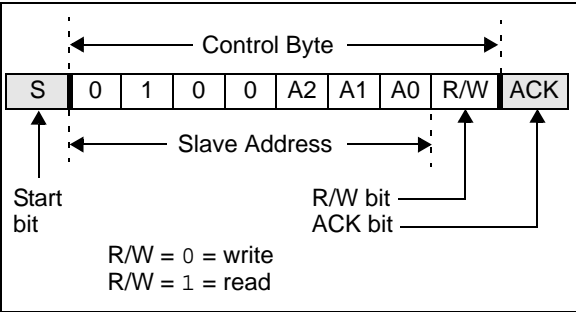 Control Byte
S 0 1 0 0 A2 A1 A0 R/W ACK
Slave Address
Start
bit
R/W bit
ACK bit
R/W = 0 = write
R/W = 1 = read